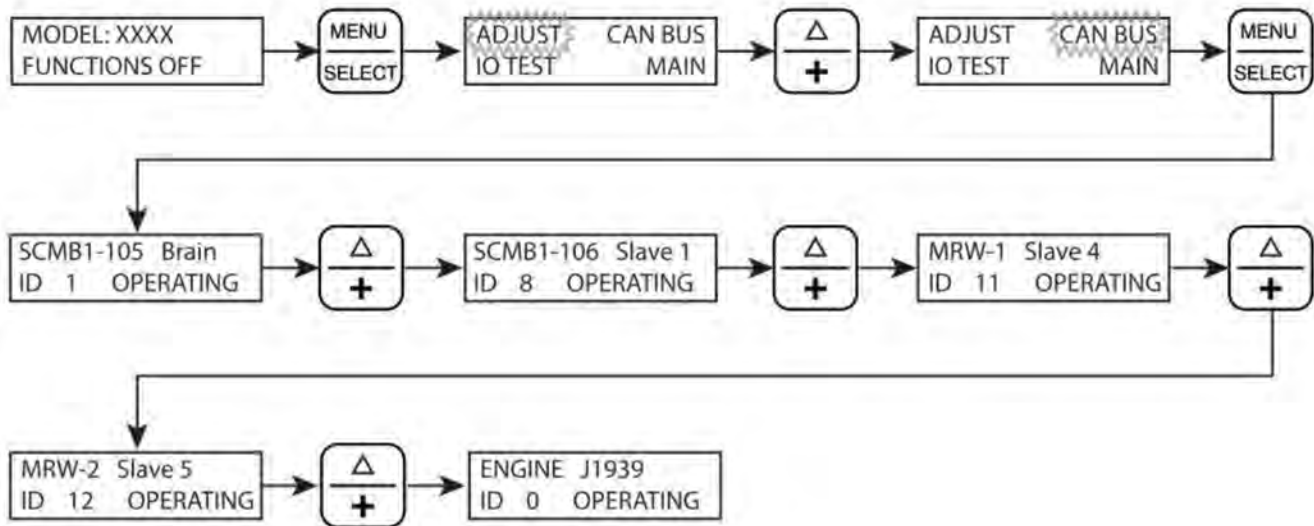 MODEL: XXXX
FUNCTIONS OFF
MENU
SELECT
ADJUST CAN BUS
IO TEST MAIN
+
ADJUST CAN BUS
IO TEST MAIN
MENU
SELECT
SCMB1-105 Brain
ID 1 OPERATING
+
SCMB1-106 Slave 1
ID 8 OPERATING
+
MRW-1 Slave 4
ID 11 OPERATING
+
MRW-2 Slave 5
ID 12 OPERATING
+
ENGINE J1939
ID 0 OPERATING